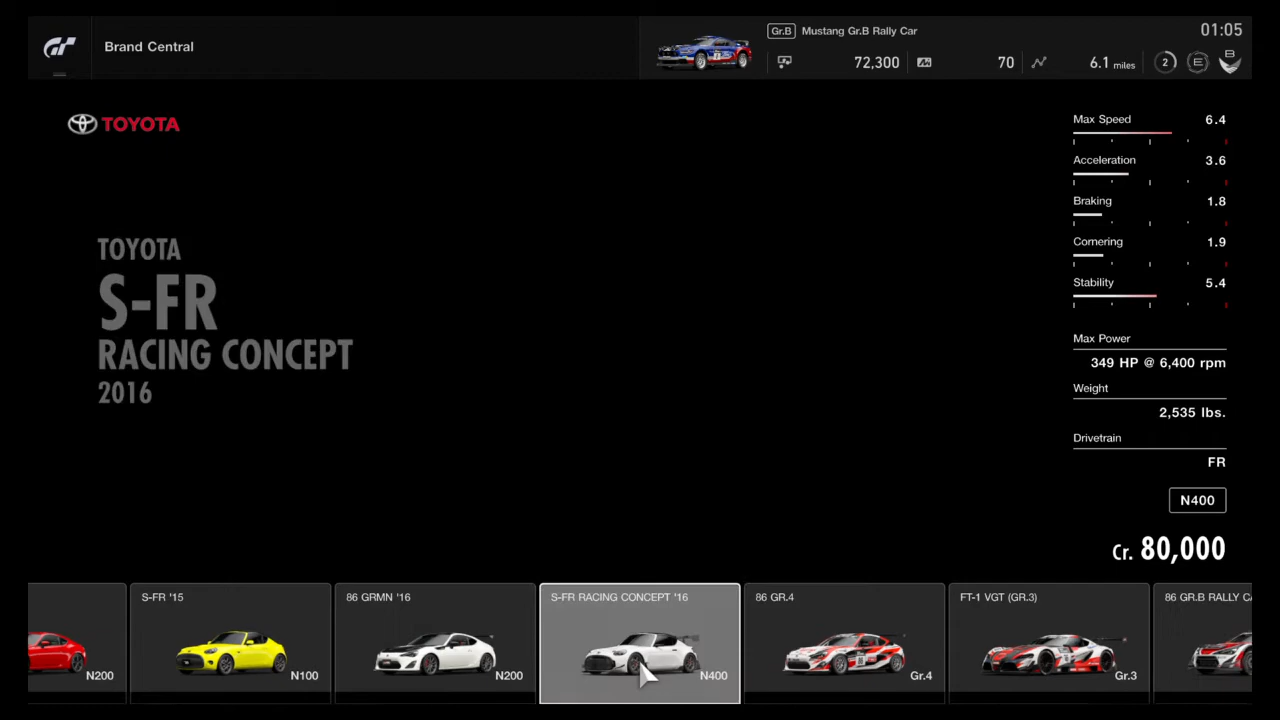 Brand Central
Gr.B Mustang Gr.B Rally Car
01:05
72,300
70
6.1 miles
2
E
B
TOYOTA
TOYOTA
S-FR
RACING CONCEPT
2016
Max Speed 6.4
Acceleration 3.6
Braking 1.8
Cornering 1.9
Stability 5.4
Max Power
349 HP @ 6,400 rpm
Weight
2,535 lbs.
Drivetrain
FR
N400
Cr. 80,000
N200
S-FR '15
N100
86 GRMN '16
N200
S-FR RACING CONCEPT '16
N400
86 GR.4
Gr.4
FT-1 VGT (GR.3)
Gr.3
86 GR.B RALLY